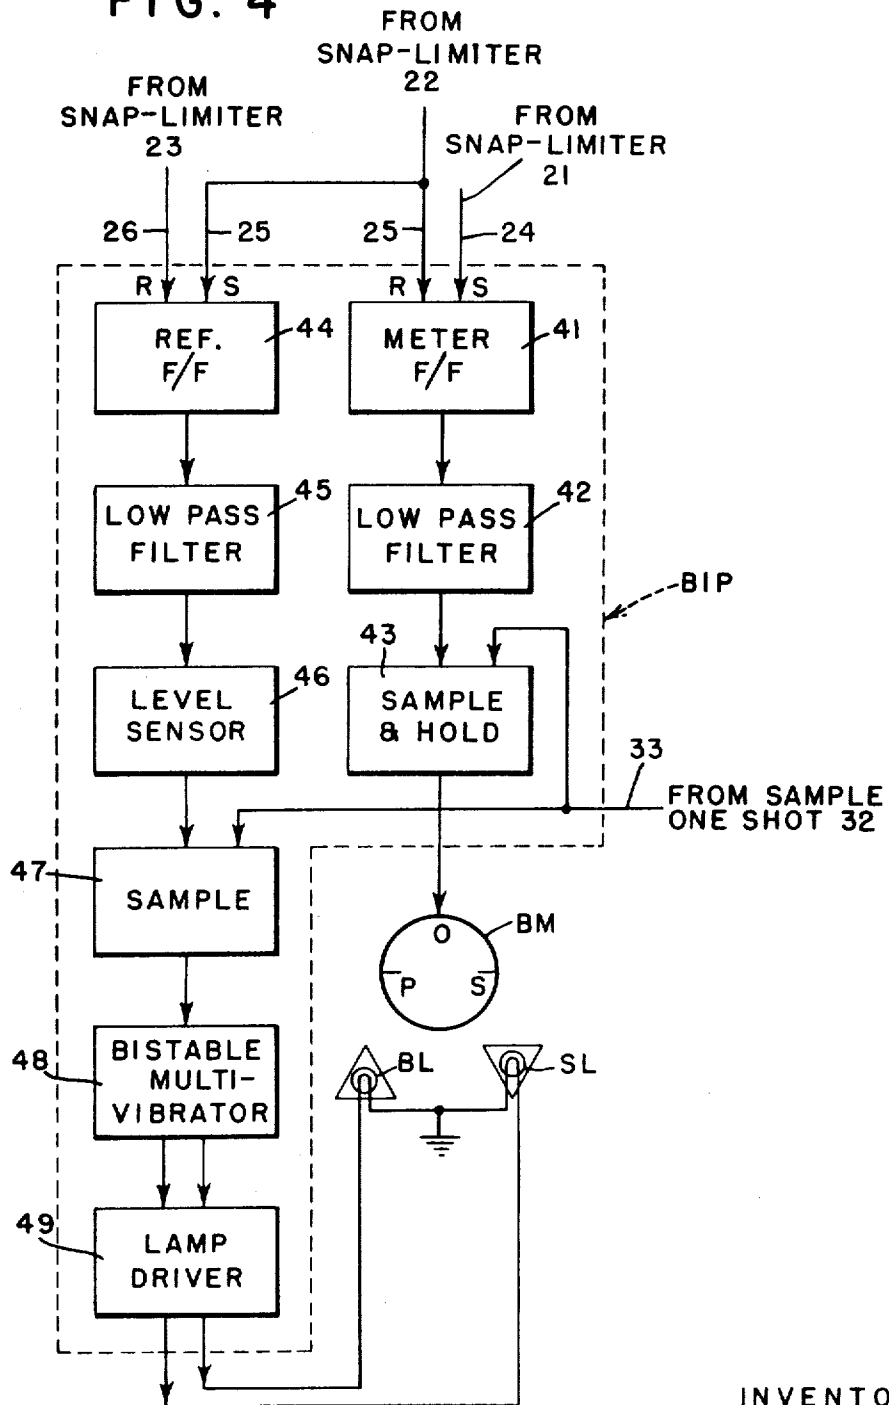 FIG. 4
FROM
SNAP-LIMITER
22
FROM
SNAP-LIMITER
23
FROM
SNAP-LIMITER
21
26
25
25
24
R
S
R
S
REF.
F/F
44
METER
F/F
41
LOW PASS
FILTER
45
LOW PASS
FILTER
42
BIP
LEVEL
SENSOR
46
43
SAMPLE
& HOLD
33
FROM SAMPLE
ONE SHOT 32
47
SAMPLE
O
P
S
BM
48
BISTABLE
MULTI-
VIBRATOR
BL
SL
49
LAMP
DRIVER